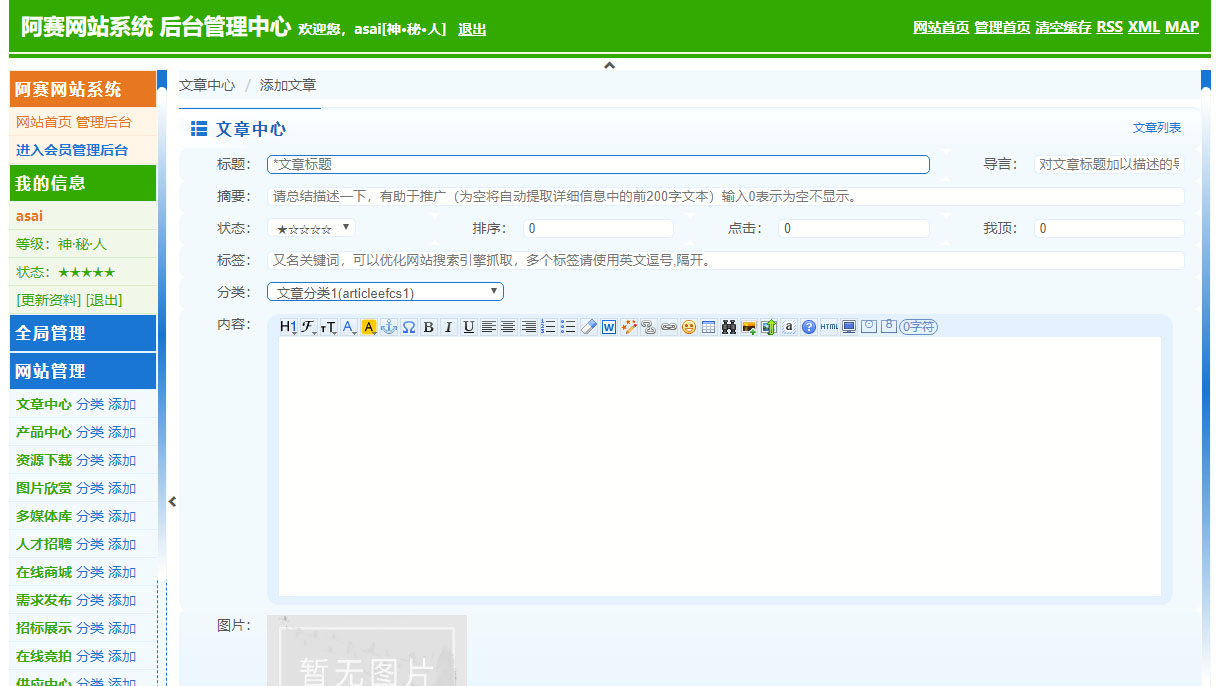 阿赛网站系统 后台管理中心 欢迎您，asai[神•秘•人] 退出
网站首页 管理首页 清空缓存 RSS XML MAP
阿赛网站系统
网站首页 管理后台
进入会员管理后台
我的信息
asai
等级：神·秘·人
状态：★★★★★
[更新资料] [退出]
全局管理
网站管理
文章中心 分类 添加
产品中心 分类 添加
资源下载 分类 添加
图片欣赏 分类 添加
多媒体库 分类 添加
人才招聘 分类 添加
在线商城 分类 添加
需求发布 分类 添加
招标展示 分类 添加
在线竞拍 分类 添加
供应中心 分类 添加
文章中心 / 添加文章
文章中心
文章列表
标题： *文章标题
导言： 对文章标题加以描述的
摘要： 请总结描述一下，有助于推广（为空将自动提取详细信息中的前200字文本）输入0表示为空不显示。
状态： ★☆☆☆☆ 排序： 0 点击： 0 我顶： 0
标签： 又名关键词，可以优化网站搜索引擎抓取，多个标签请使用英文逗号,隔开。
分类： 文章分类1(articleefcs1)
内容： H1 ℱ тT A A Ω B I U W a ? HTML 0字符
图片：
暂无图片